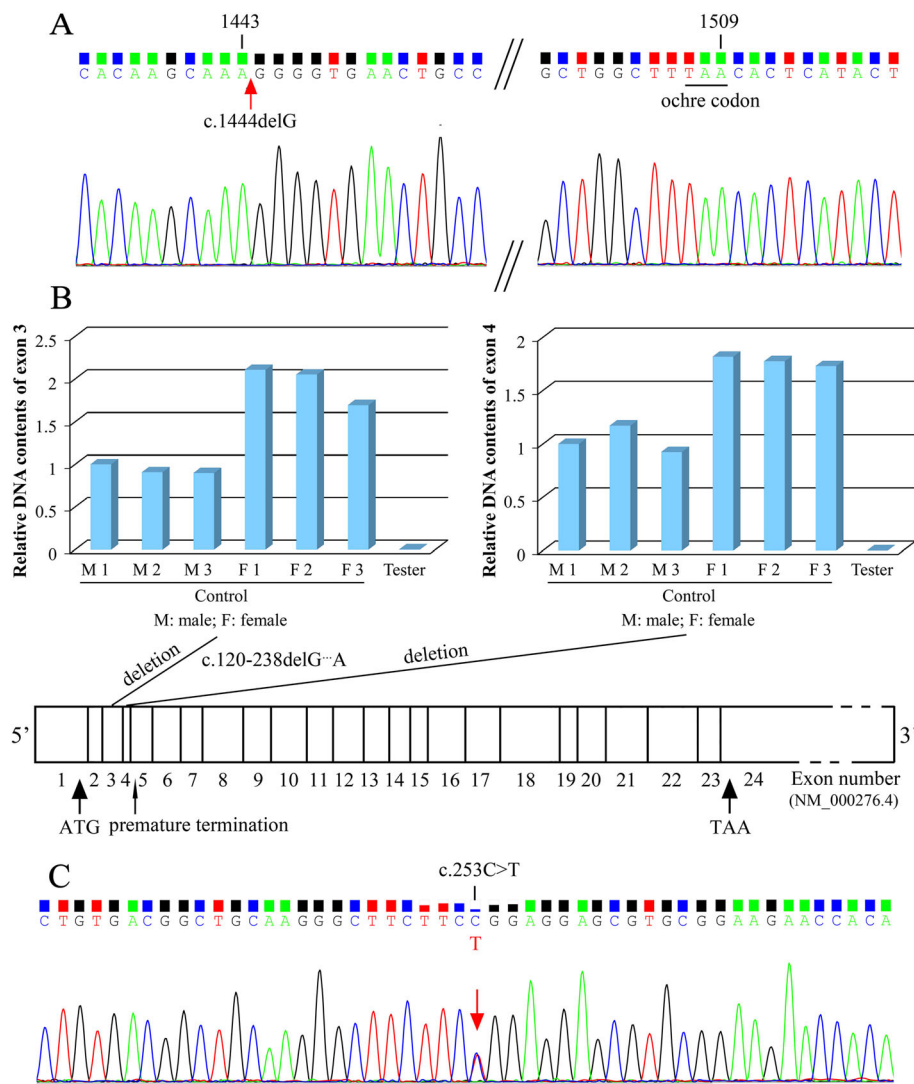 A
1443 1509
CACAAGCAAAGGGGTGAACTGCC // GCTGGCTTTAACACTCATACT
c.1444delG ochre codon
//
B
Relative DNA contents of exon 3
2.5
2
1.5
1
0.5
0
M 1 M 2 M 3 F 1 F 2 F 3 Tester
Control
M: male; F: female
Relative DNA contents of exon 4
2
1.5
1
0.5
0
M 1 M 2 M 3 F 1 F 2 F 3 Tester
Control
M: male; F: female
deletion c.120-238delG···A deletion
5’ 3’
1 2 3 4 5 6 7 8 9 10 11 12 13 14 15 16 17 18 19 20 21 22 23 24 Exon number
(NM_000276.4)
ATG premature termination TAA
C
c.253C>T
CTGTGACGGCTGCAAGGGCTTCTTCCGGAGGAGCGTGCGGAAGAACCACA
T